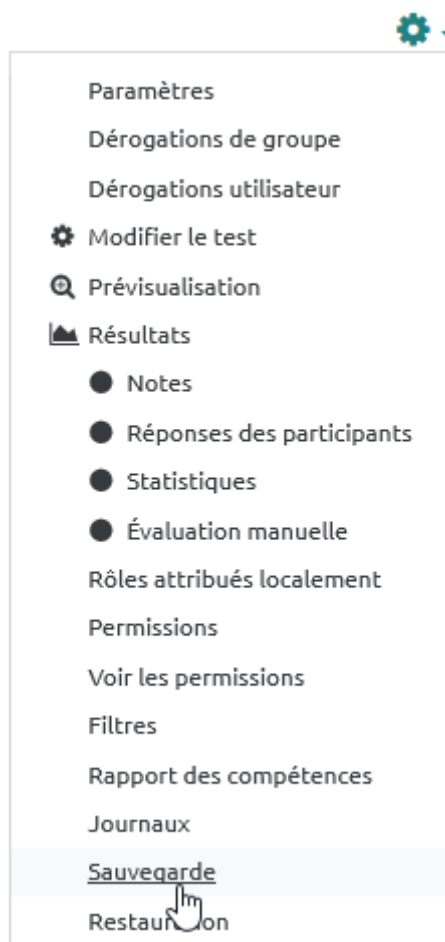 Paramètres
Dérogations de groupe
Dérogations utilisateur
Modifier le test
Prévisualisation
Résultats
Notes
Réponses des participants
Statistiques
Évaluation manuelle
Rôles attribués localement
Permissions
Voir les permissions
Filtres
Rapport des compétences
Journaux
Sauvegarde
Restauration